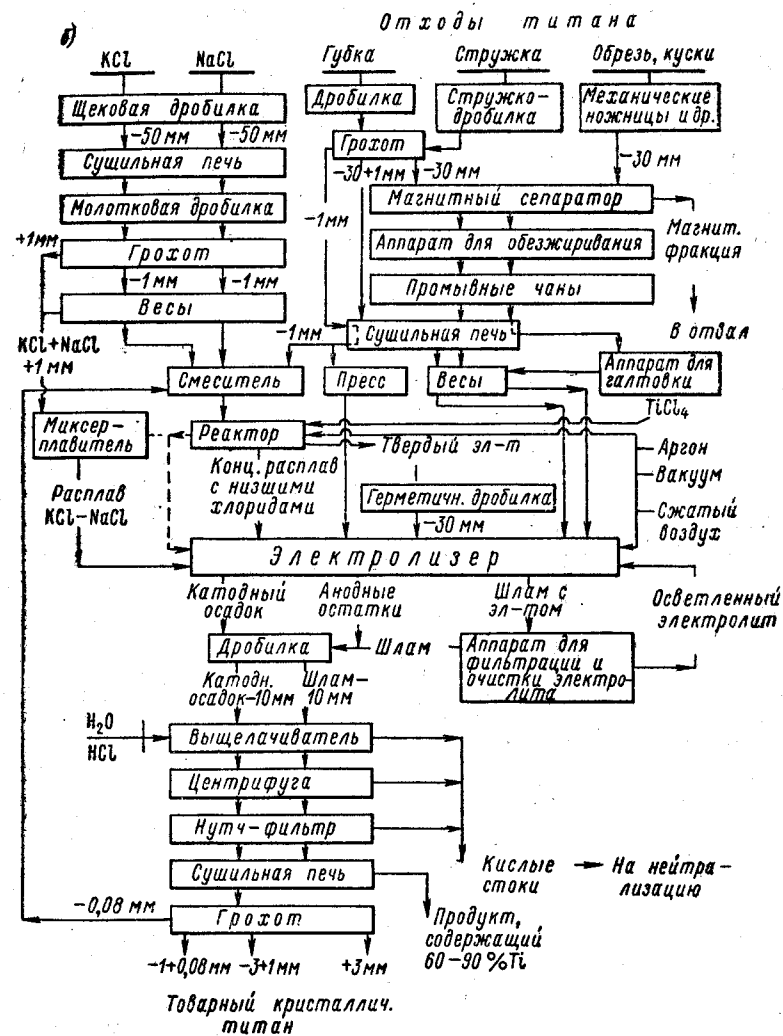 б)
Отходы титана
KCl NaCl Губка Стружка Обрезь, куски
Щековая дробилка
Дробилка
Стружко-
дробилка
Механические
ножницы и др.
-50 мм -50 мм
Сушильная печь
Грохот
-30+1мм -30 мм
-30 мм
Молотковая дробилка
Магнитный сепаратор
-1мм
Магнит.
фракция
+1мм
Грохот
Аппарат для обезжиривания
-1мм -1мм
Промывные чаны
Весы
-1мм
Сушильная печь
В отвал
KCl+NaCl
+1мм
Смеситель
Пресс
Весы
Аппарат для
галтовки
TiCl4
Миксер-
плавитель
Реактор
Твердый эл-т
Аргон
Вакуум
Сжатый
воздух
Конц. расплав
с низшими
хлоридами
Герметичн. дробилка
-30 мм
Расплав
KCl-NaCl
Электролизер
Катодный
осадок
Анодные
остатки
Шлам с
эл-том
Осветленный
электролит
Дробилка
Шлам
Аппарат для
фильтраций и
очистки электро-
лита
Катодн. Шлам-
осадок-10мм 10мм
H2O
HCl
Выщелачиватель
Центрифуга
Нутч-фильтр
Сушильная печь
Кислые
стоки
На нейтра-
лизацию
-0,08 мм
Грохот
Продукт,
содержащий
60-90 %Ti
-1+0,08мм -3+1мм +3мм
Товарный кристаллич.
титан